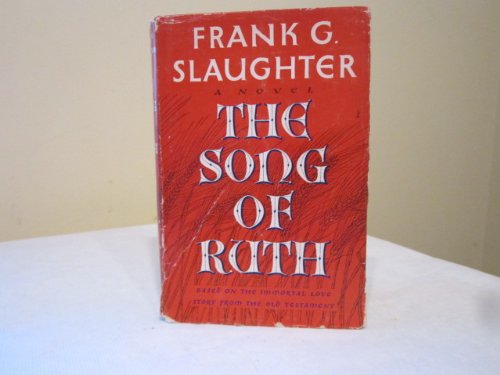 FRANK G.
SLAUGHTER
A NOVEL
THE
SONG
OF
RUTH
BASED ON THE IMMORTAL LOVE
STORY FROM THE OLD TESTAMENT